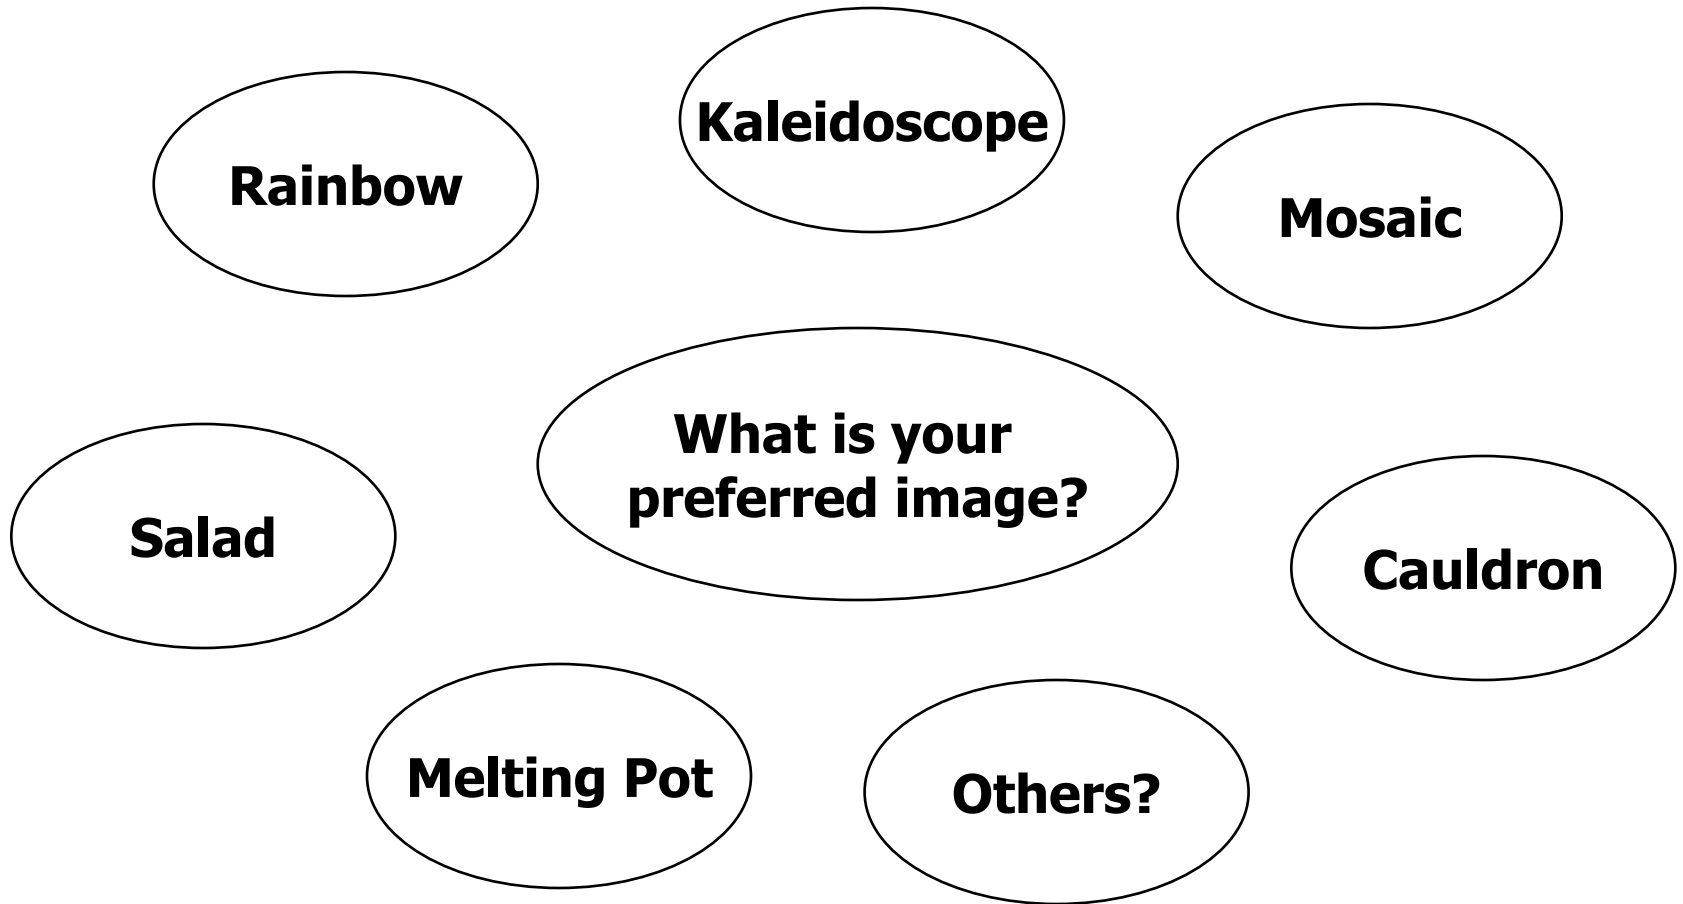 Kaleidoscope
Rainbow
Mosaic
What is your
preferred image?
Salad
Cauldron
Melting Pot
Others?